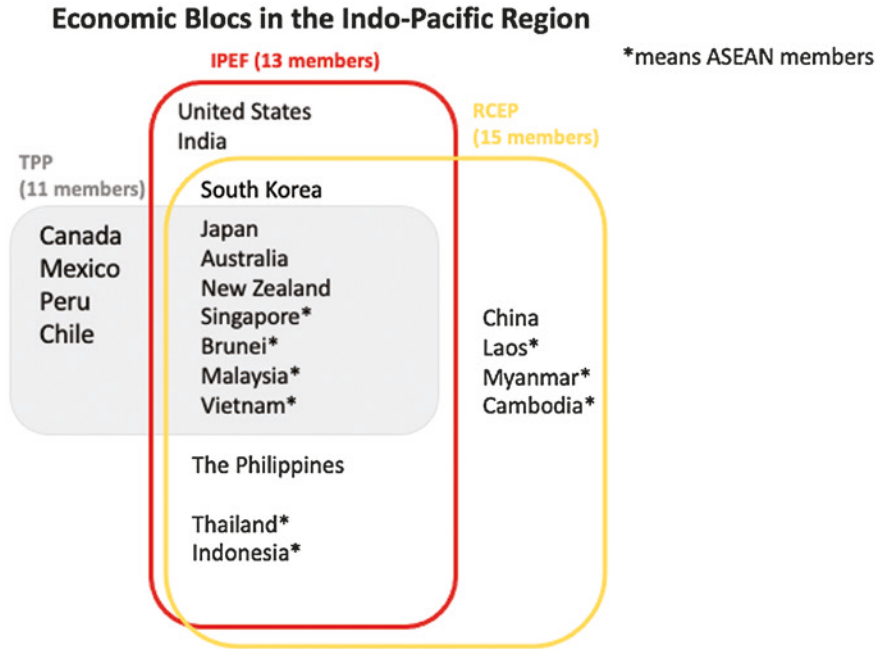 Economic Blocs in the Indo-Pacific Region
*means ASEAN members
IPEF (13 members)
RCEP
(15 members)
TPP
(11 members)
United States
India
South Korea
Canada
Mexico
Peru
Chile
Japan
Australia
New Zealand
Singapore*
Brunei*
Malaysia*
Vietnam*
China
Laos*
Myanmar*
Cambodia*
The Philippines
Thailand*
Indonesia*